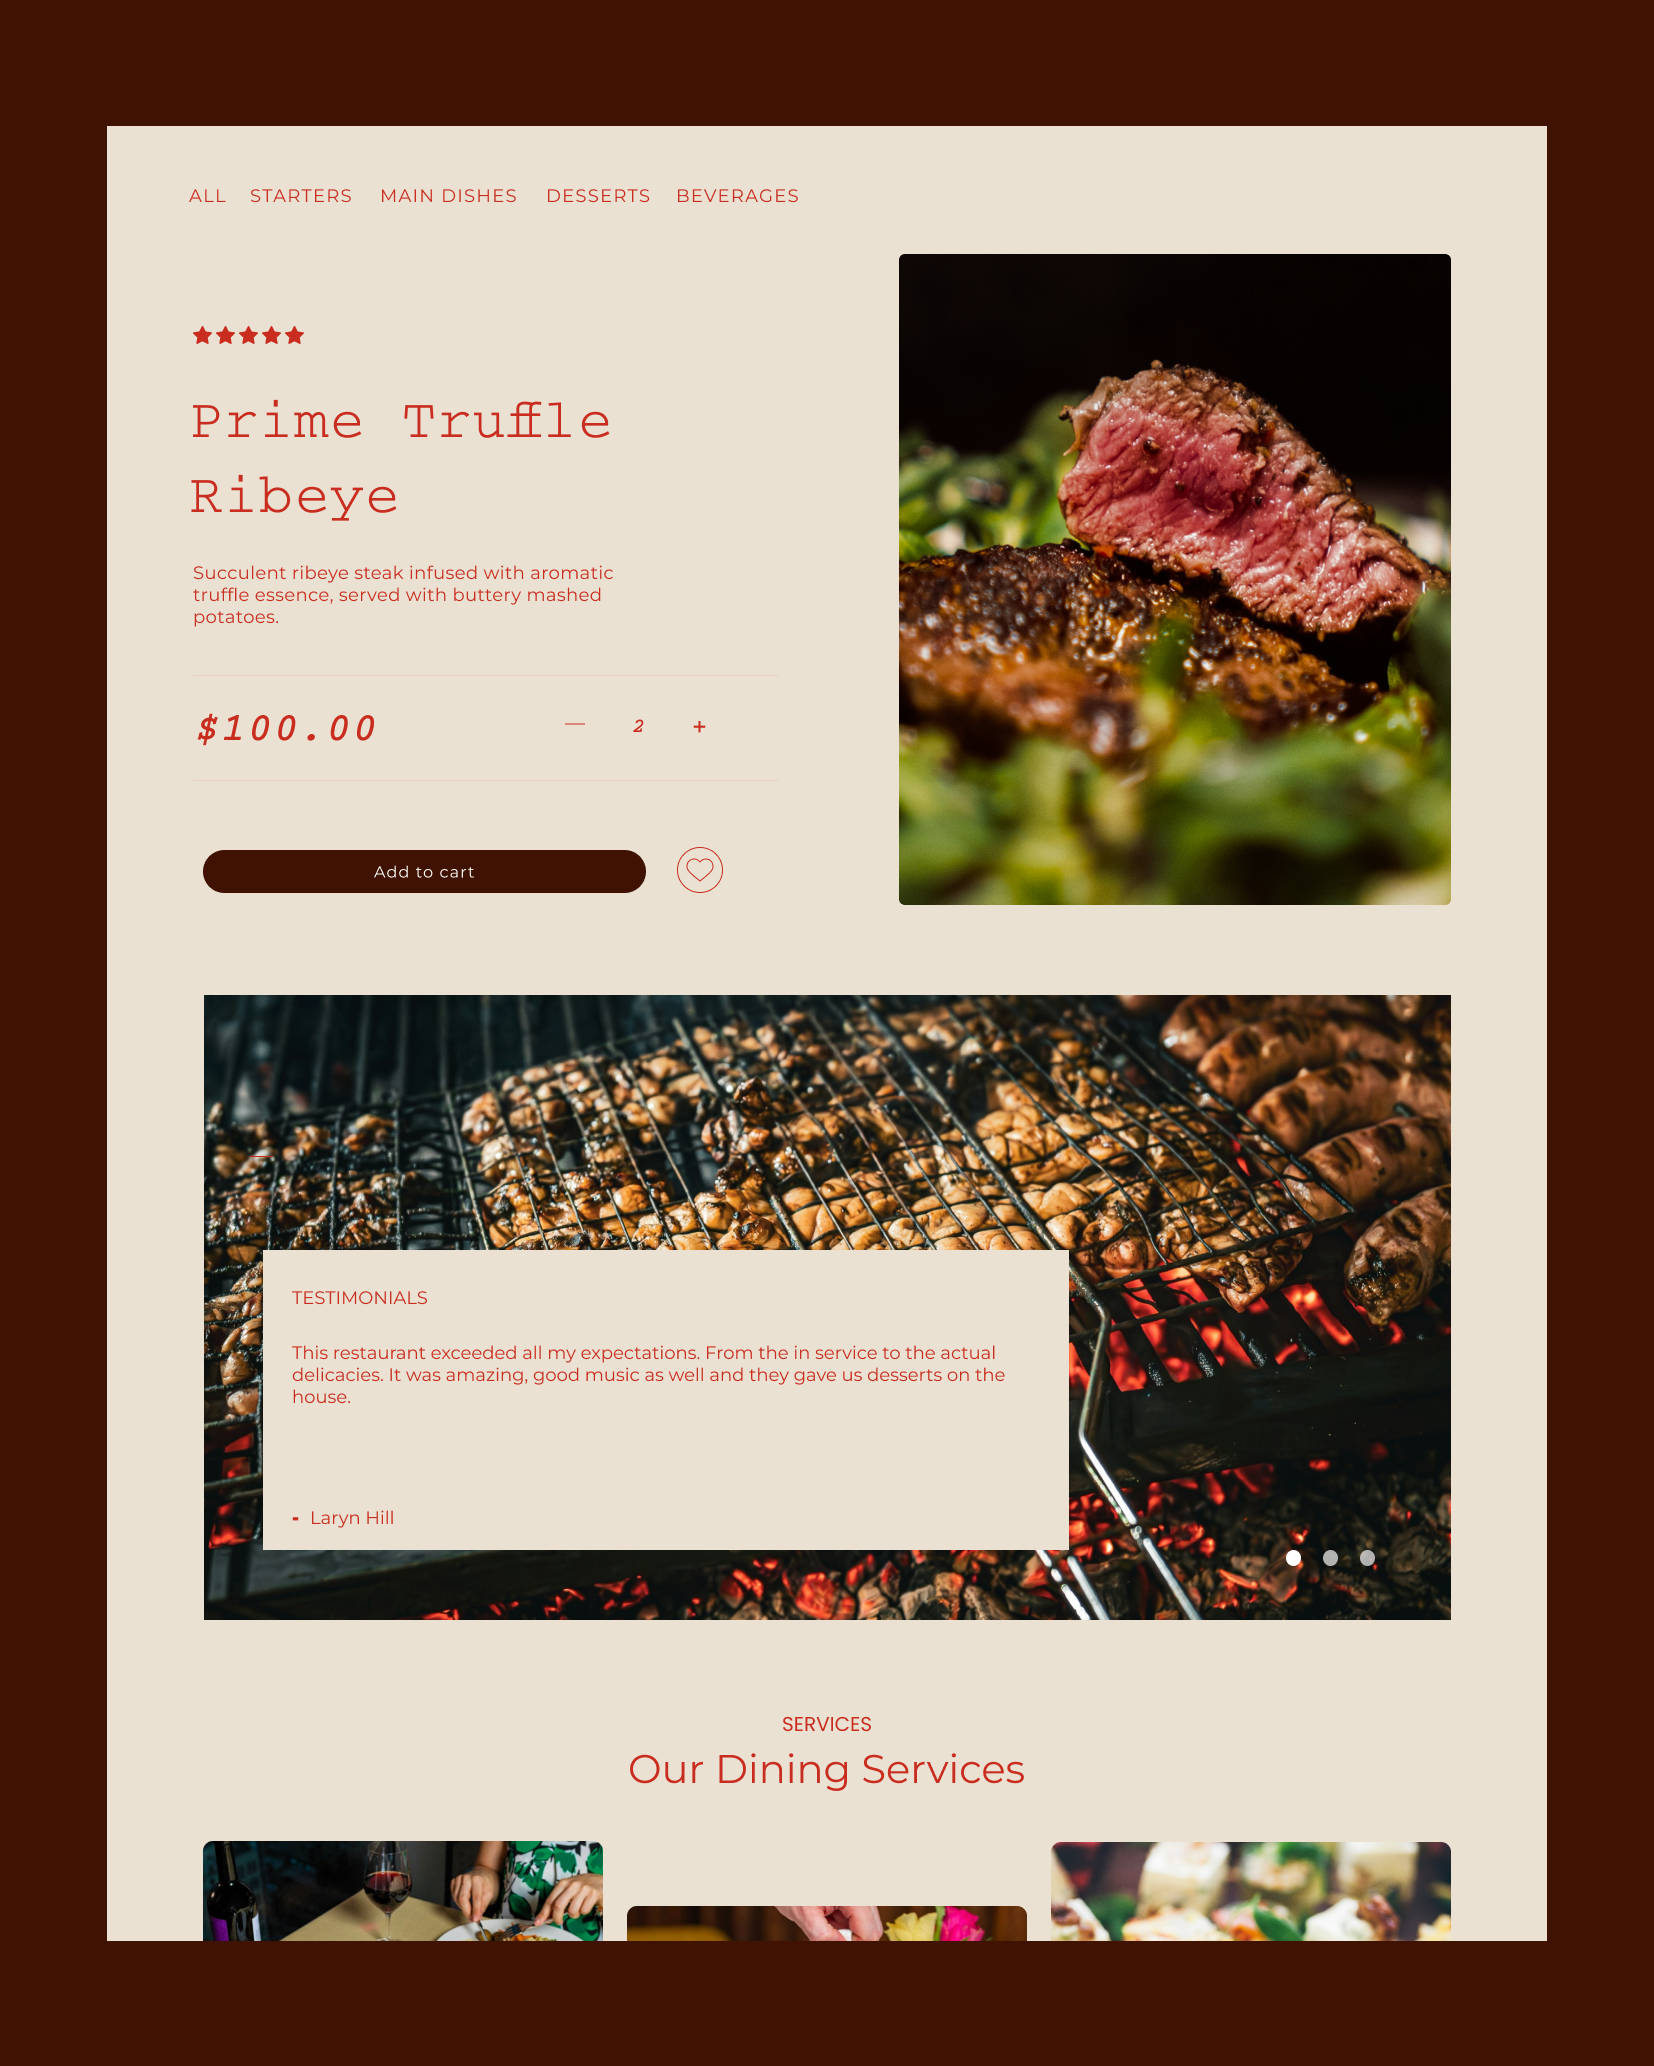 ALL STARTERS MAIN DISHES DESSERTS BEVERAGES
Prime Truffle
Ribeye
Succulent ribeye steak infused with aromatic
truffle essence, served with buttery mashed
potatoes.
$100.00 — 2 +
Add to cart
TESTIMONIALS
This restaurant exceeded all my expectations. From the in service to the actual
delicacies. It was amazing, good music as well and they gave us desserts on the
house.
- Laryn Hill
SERVICES
Our Dining Services